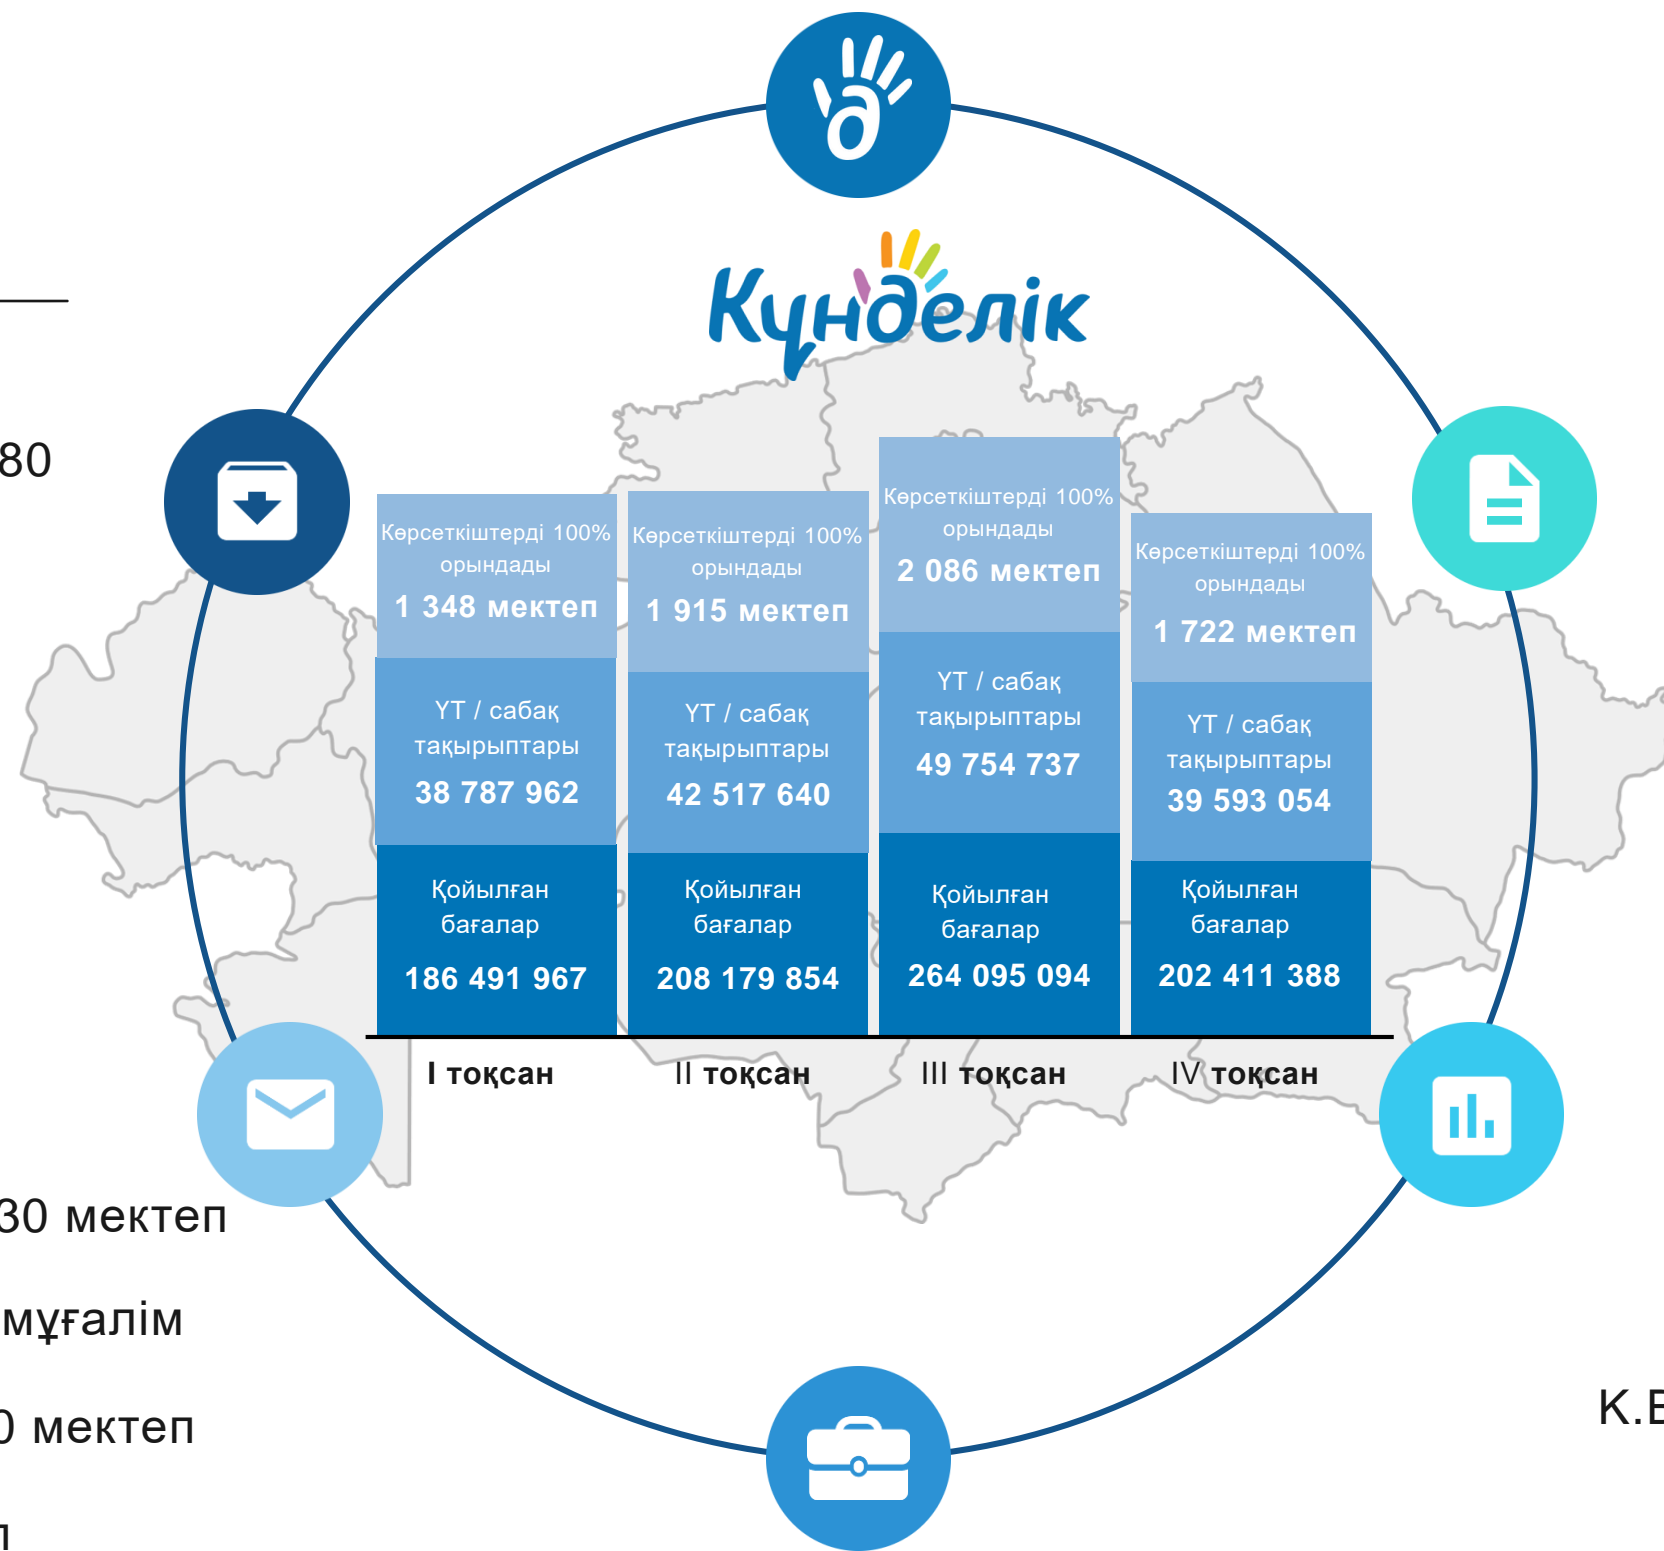 Күнделік
80
Көрсеткіштерді 100%
орындады
1 348 мектеп
ҮТ / сабақ
тақырыптары
38 787 962
Қойылған
бағалар
186 491 967
I тоқсан
Көрсеткіштерді 100%
орындады
1 915 мектеп
ҮТ / сабақ
тақырыптары
42 517 640
Қойылған
бағалар
208 179 854
II тоқсан
Көрсеткіштерді 100%
орындады
2 086 мектеп
ҮТ / сабақ
тақырыптары
49 754 737
Қойылған
бағалар
264 095 094
III тоқсан
Көрсеткіштерді 100%
орындады
1 722 мектеп
ҮТ / сабақ
тақырыптары
39 593 054
Қойылған
бағалар
202 411 388
IV тоқсан
30 мектеп
мұғалім
0 мектеп
К.